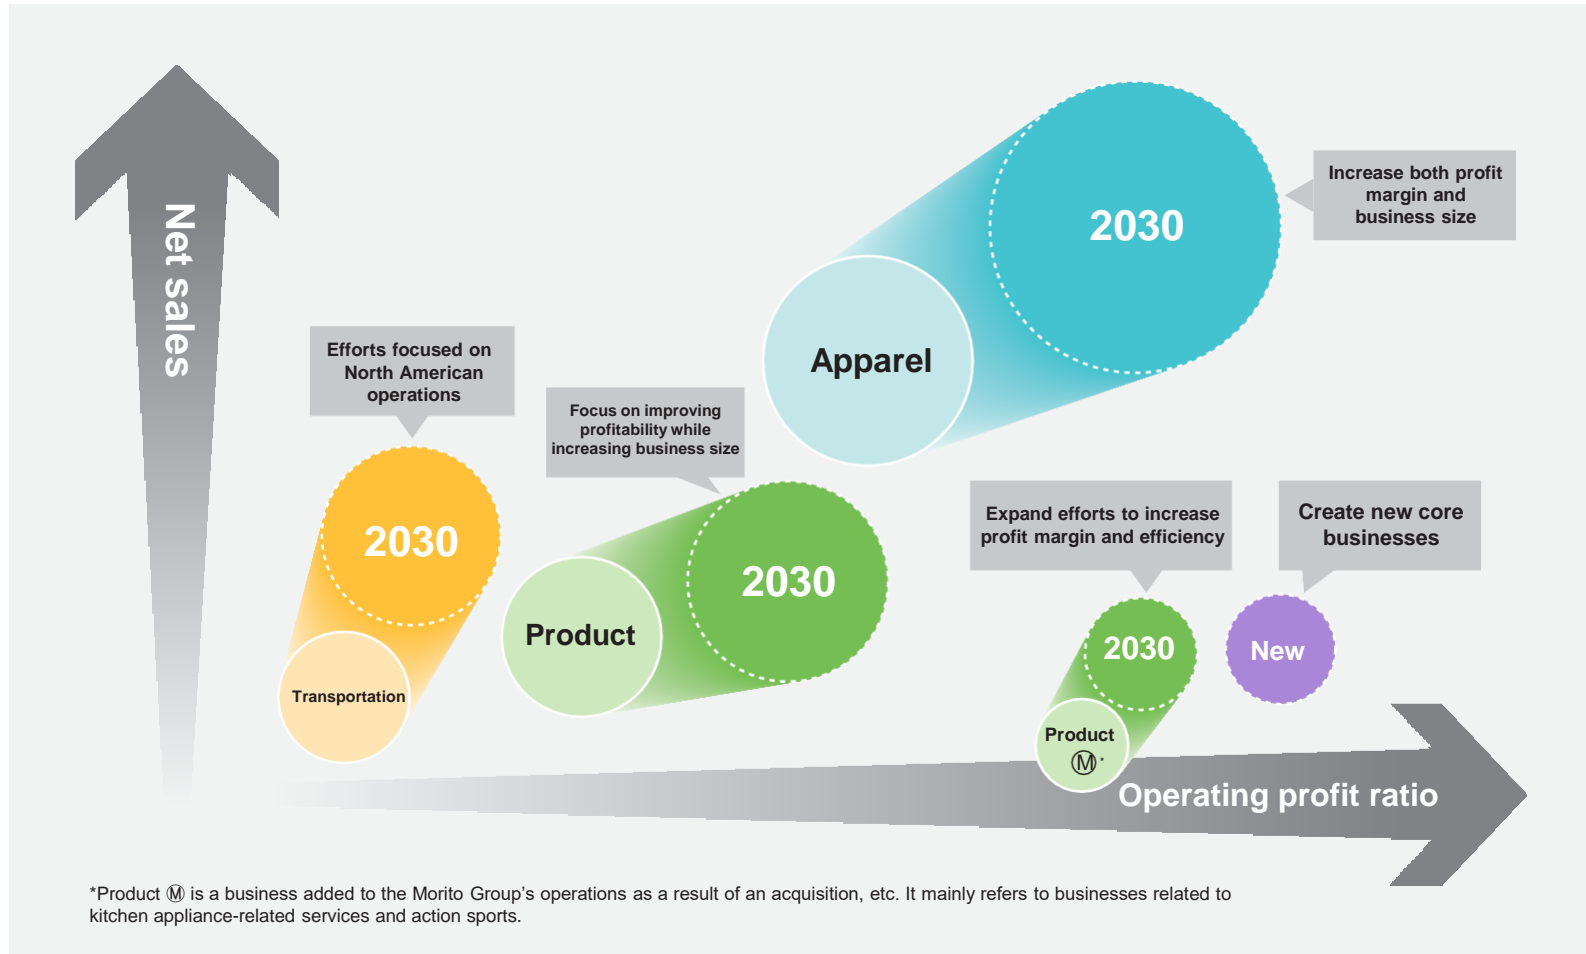 Net sales
Increase both profit
margin and
business size
2030
Apparel
Efforts focused on
North American
operations
2030
Transportation
Focus on improving
profitability while
increasing business size
2030
Product
Expand efforts to increase
profit margin and efficiency
2030
Product
Ⓜ*
Create new core
businesses
New
Operating profit ratio
*Product Ⓜ is a business added to the Morito Group’s operations as a result of an acquisition, etc. It mainly refers to businesses related to
kitchen appliance-related services and action sports.